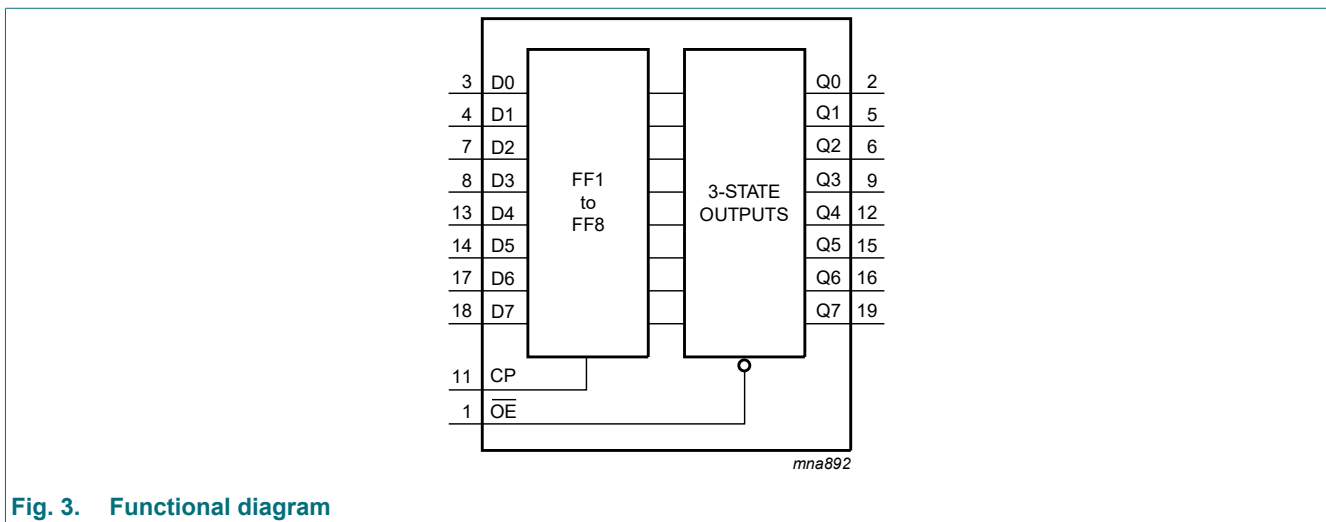 3 D0 Q0 2
4 D1 Q1 5
7 D2 Q2 6
8 D3 Q3 9
13 D4 Q4 12
14 D5 Q5 15
17 D6 Q6 16
18 D7 Q7 19
FF1
to
FF8
3-STATE
OUTPUTS
11 CP
1 O̅E̅
mna892
Fig. 3. Functional diagram